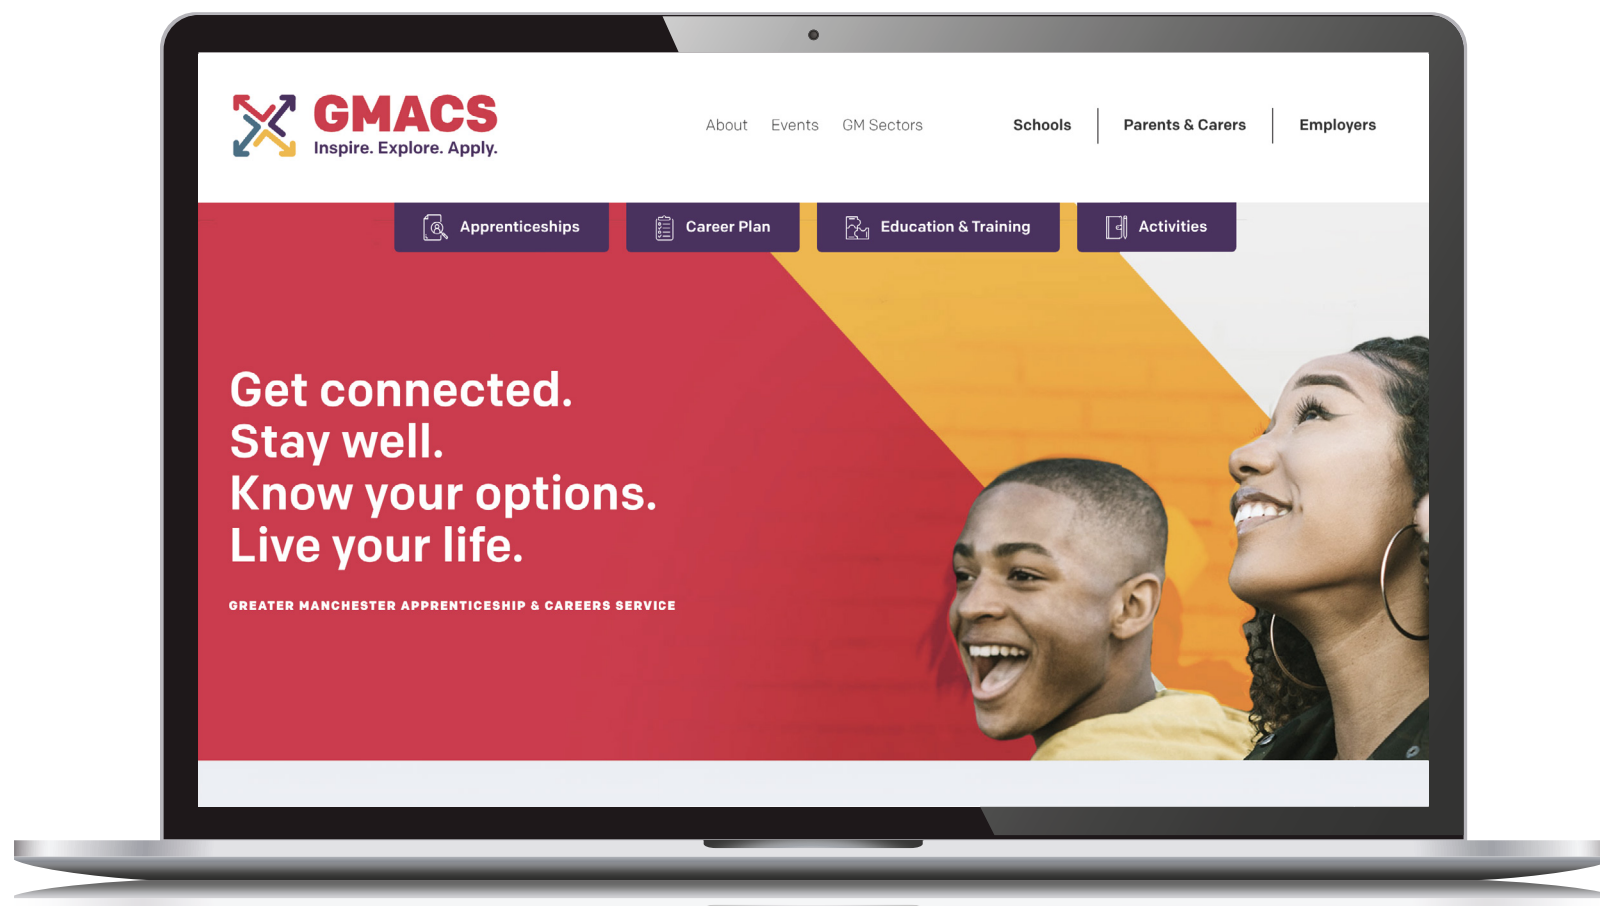 GMACS
Inspire. Explore. Apply.
About Events GM Sectors Schools Parents & Carers Employers
Apprenticeships Career Plan Education & Training Activities
Get connected.
Stay well.
Know your options.
Live your life.
GREATER MANCHESTER APPRENTICESHIP & CAREERS SERVICE